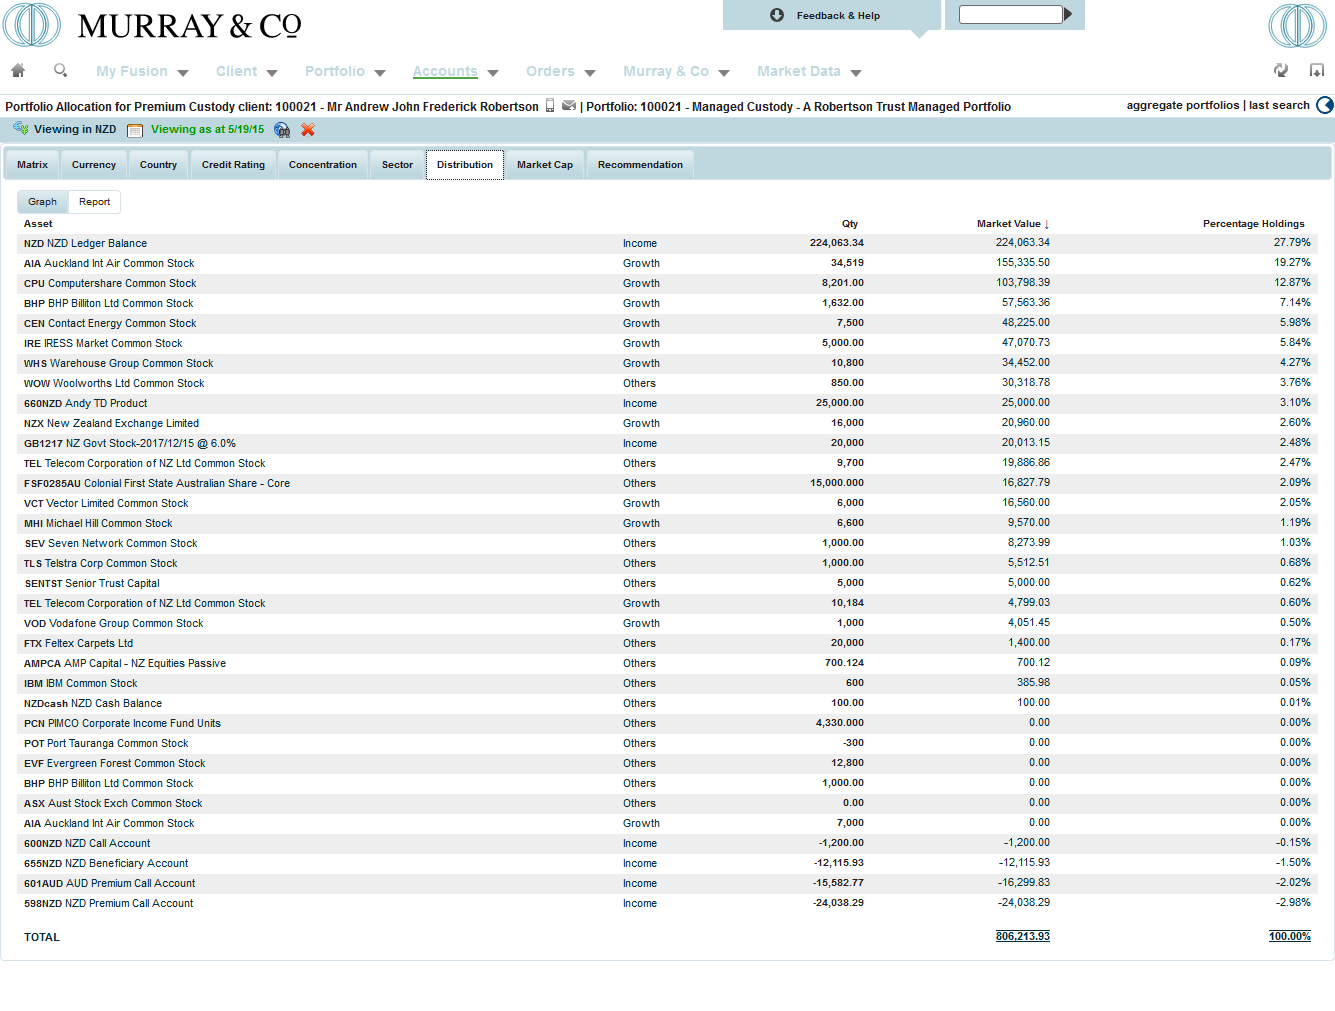 MURRAY & CO
Feedback & Help
My Fusion Client Portfolio Accounts Orders Murray & Co Market Data
Portfolio Allocation for Premium Custody client: 100021 - Mr Andrew John Frederick Robertson | Portfolio: 100021 - Managed Custody - A Robertson Trust Managed Portfolio aggregate portfolios | last search
Viewing in NZD Viewing as at 5/19/15
Matrix Currency Country Credit Rating Concentration Sector Distribution Market Cap Recommendation
Graph Report
Asset Qty Market Value ↓ Percentage Holdings
NZD NZD Ledger Balance Income 224,063.34 224,063.34 27.79%
AIA Auckland Int Air Common Stock Growth 34,519 155,335.50 19.27%
CPU Computershare Common Stock Growth 8,201.00 103,798.39 12.87%
BHP BHP Billiton Ltd Common Stock Growth 1,632.00 57,563.36 7.14%
CEN Contact Energy Common Stock Growth 7,500 48,225.00 5.98%
IRE IRESS Market Common Stock Growth 5,000.00 47,070.73 5.84%
WHS Warehouse Group Common Stock Growth 10,800 34,452.00 4.27%
WOW Woolworths Ltd Common Stock Others 850.00 30,318.78 3.76%
660NZD Andy TD Product Income 25,000.00 25,000.00 3.10%
NZX New Zealand Exchange Limited Growth 16,000 20,960.00 2.60%
GB1217 NZ Govt Stock-2017/12/15 @ 6.0% Income 20,000 20,013.15 2.48%
TEL Telecom Corporation of NZ Ltd Common Stock Others 9,700 19,886.86 2.47%
FSF0285AU Colonial First State Australian Share - Core Others 15,000.000 16,827.79 2.09%
VCT Vector Limited Common Stock Growth 6,000 16,560.00 2.05%
MHI Michael Hill Common Stock Growth 6,600 9,570.00 1.19%
SEV Seven Network Common Stock Others 1,000.00 8,273.99 1.03%
TLS Telstra Corp Common Stock Others 1,000.00 5,512.51 0.68%
SENTST Senior Trust Capital Others 5,000 5,000.00 0.62%
TEL Telecom Corporation of NZ Ltd Common Stock Growth 10,184 4,799.03 0.60%
VOD Vodafone Group Common Stock Growth 1,000 4,051.45 0.50%
FTX Feltex Carpets Ltd Others 20,000 1,400.00 0.17%
AMPCA AMP Capital - NZ Equities Passive Others 700.124 700.12 0.09%
IBM IBM Common Stock Others 600 385.98 0.05%
NZDcash NZD Cash Balance Others 100.00 100.00 0.01%
PCN PIMCO Corporate Income Fund Units Others 4,330.000 0.00 0.00%
POT Port Tauranga Common Stock Others -300 0.00 0.00%
EVF Evergreen Forest Common Stock Others 12,800 0.00 0.00%
BHP BHP Billiton Ltd Common Stock Others 1,000.00 0.00 0.00%
ASX Aust Stock Exch Common Stock Others 0.00 0.00 0.00%
AIA Auckland Int Air Common Stock Growth 7,000 0.00 0.00%
600NZD NZD Call Account Income -1,200.00 -1,200.00 -0.15%
655NZD NZD Beneficiary Account Income -12,115.93 -12,115.93 -1.50%
601AUD AUD Premium Call Account Income -15,582.77 -16,299.83 -2.02%
598NZD NZD Premium Call Account Income -24,038.29 -24,038.29 -2.98%
TOTAL 806,213.93 100.00%